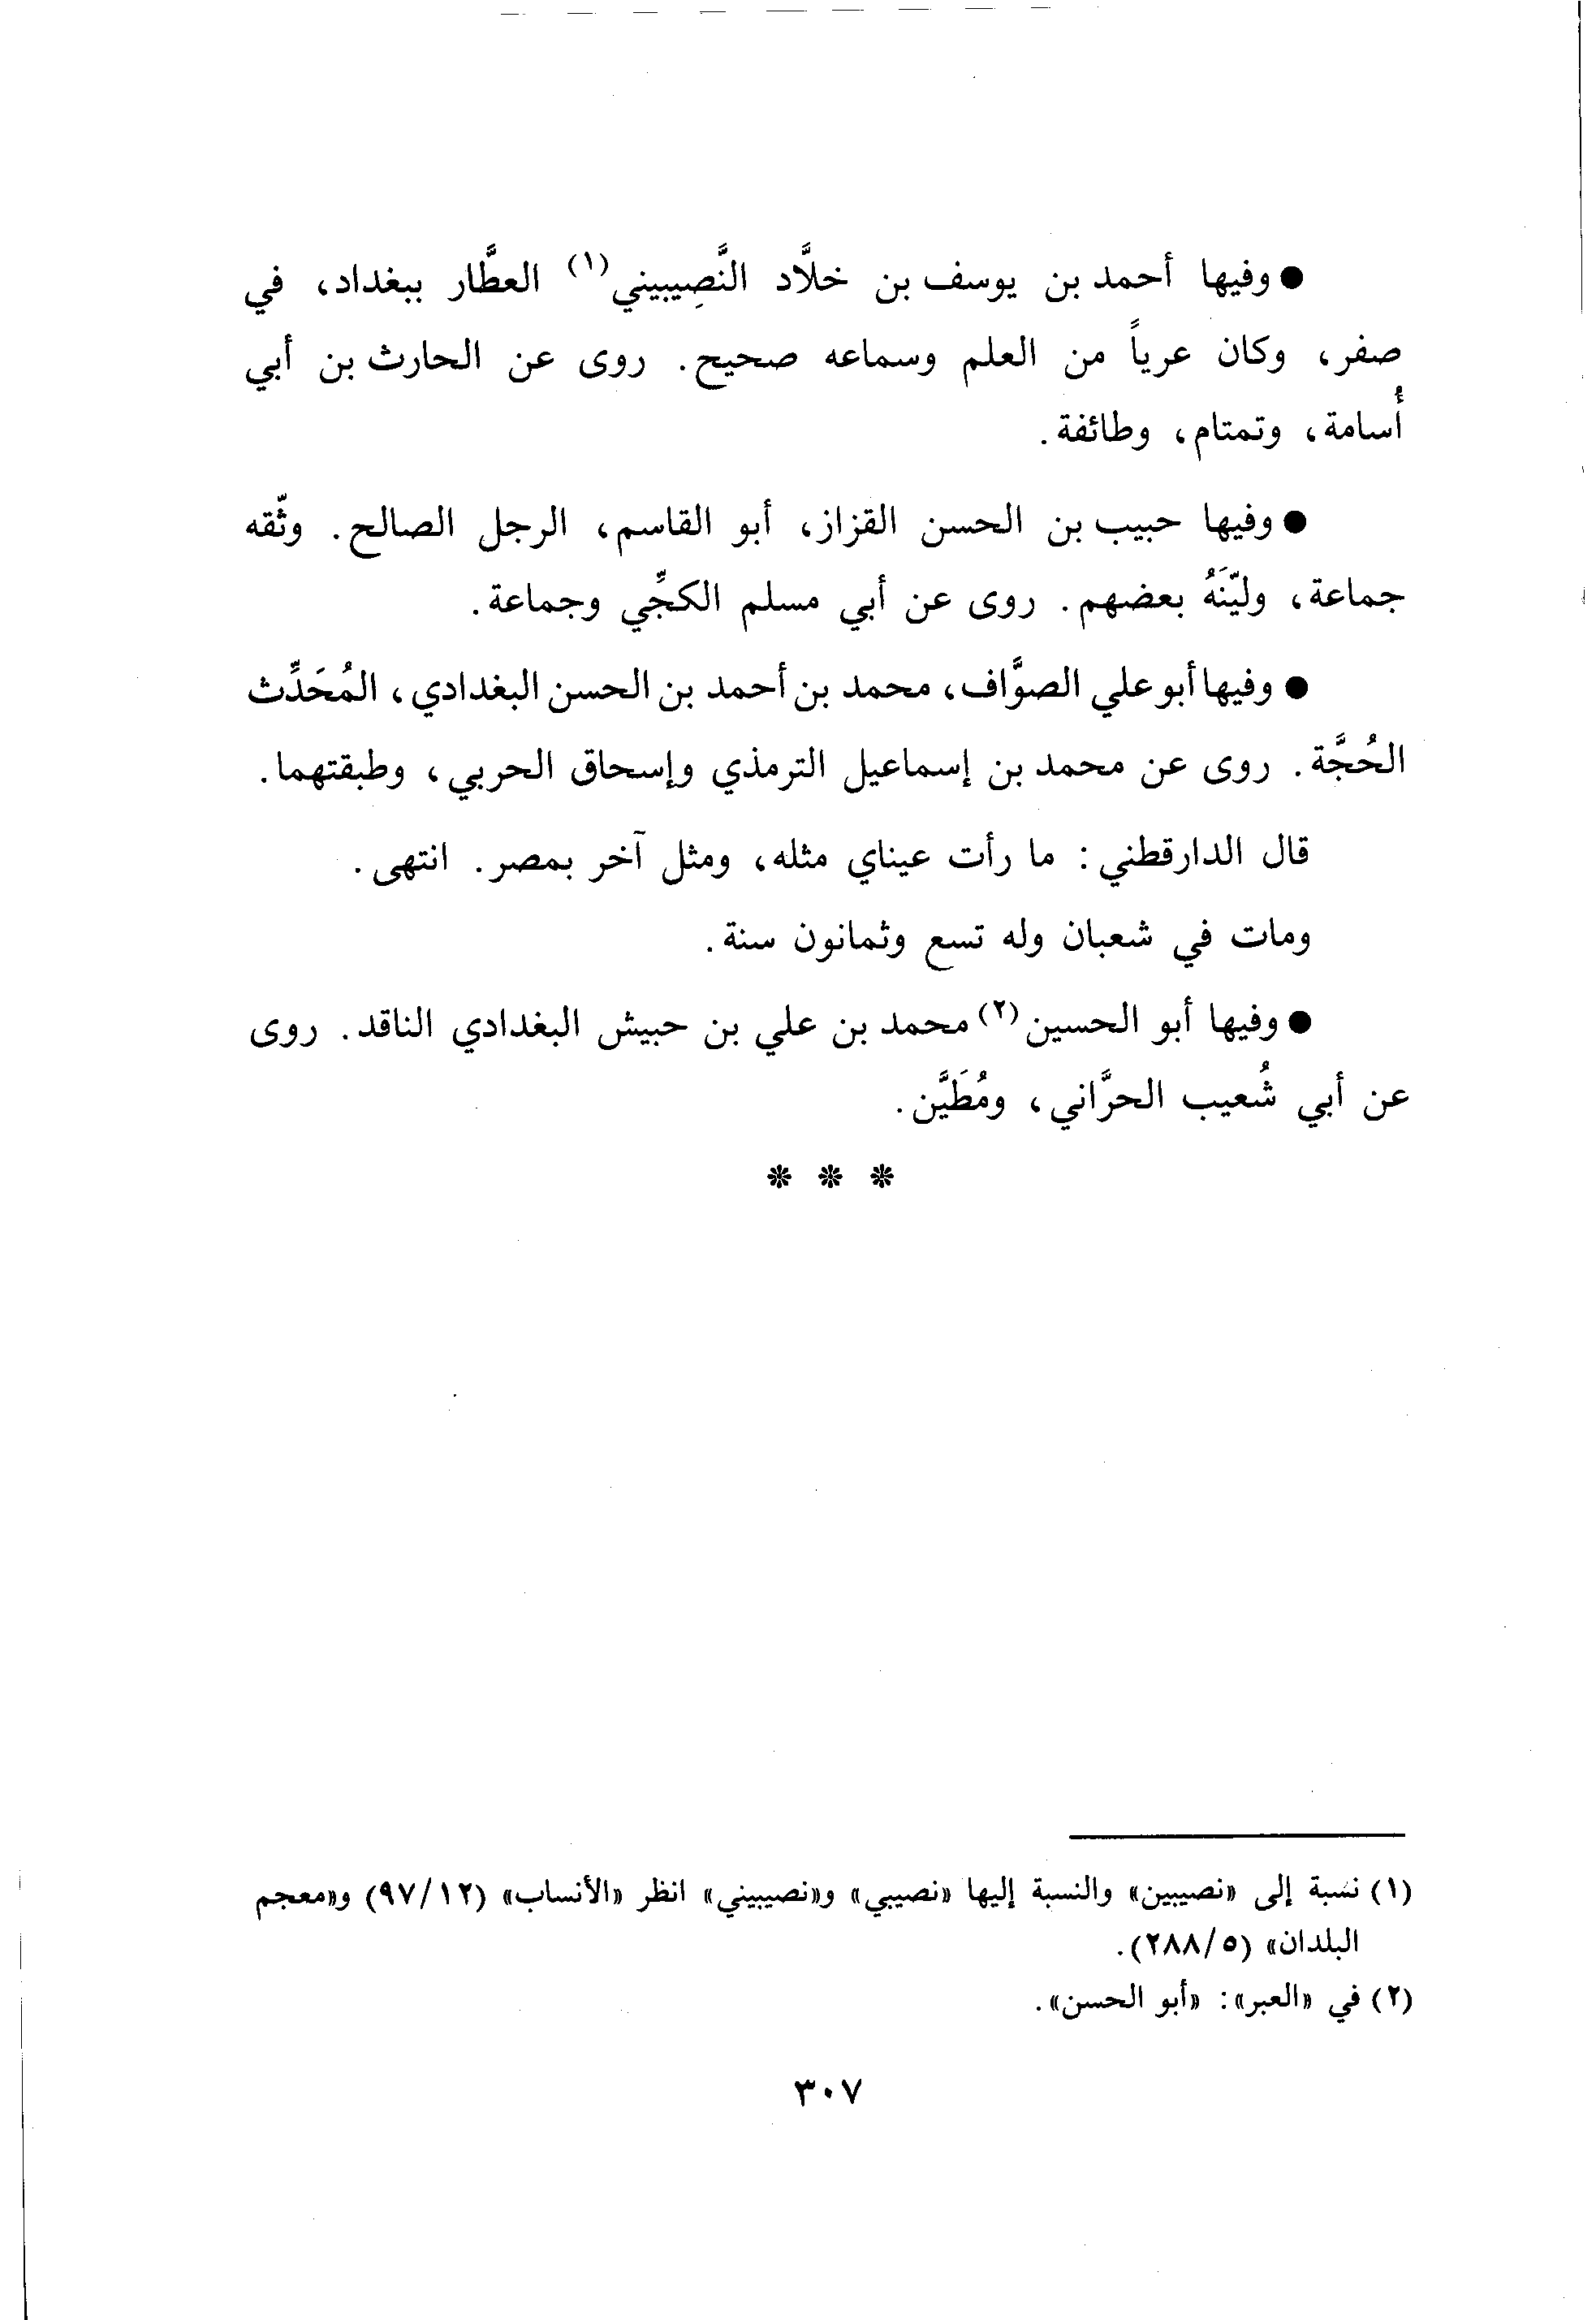 ● وفيها أحمد بن يوسف بن خلاَّد النَّصِيبيني(١) العطَّار ببغداد، في
صفر، وكان عرياً من العلم وسماعه صحيح. روى عن الحارث بن أبي
أُسامة، وتمتام، وطائفة.
● وفيها حبيب بن الحسن القزاز، أبو القاسم، الرجل الصالح. وثّقه
جماعة، وليّنَهُ بعضهم. روى عن أبي مسلم الكجِّي وجماعة.
● وفيها أبو علي الصوَّاف، محمد بن أحمد بن الحسن البغدادي، المُحَدِّث
الحُجَّة. روى عن محمد بن إسماعيل الترمذي وإسحاق الحربي، وطبقتهما.
قال الدارقطني: ما رأت عيناي مثله، ومثل آخر بمصر. انتهى.
ومات في شعبان وله تسع وثمانون سنة.
● وفيها أبو الحسين(٢) محمد بن علي بن حبيش البغدادي الناقد. روى
عن أبي شُعيب الحرَّاني، ومُطَيَّن.
* * *
(١) نسبة إلى «نصيبين» والنسبة إليها «نصيبي» و«نصيبيني» انظر «الأنساب» (٩٧/١٢) و«معجم
البلدان» (٢٨٨/٥).
(٢) في «العبر»: «أبو الحسن».
٣٠٧